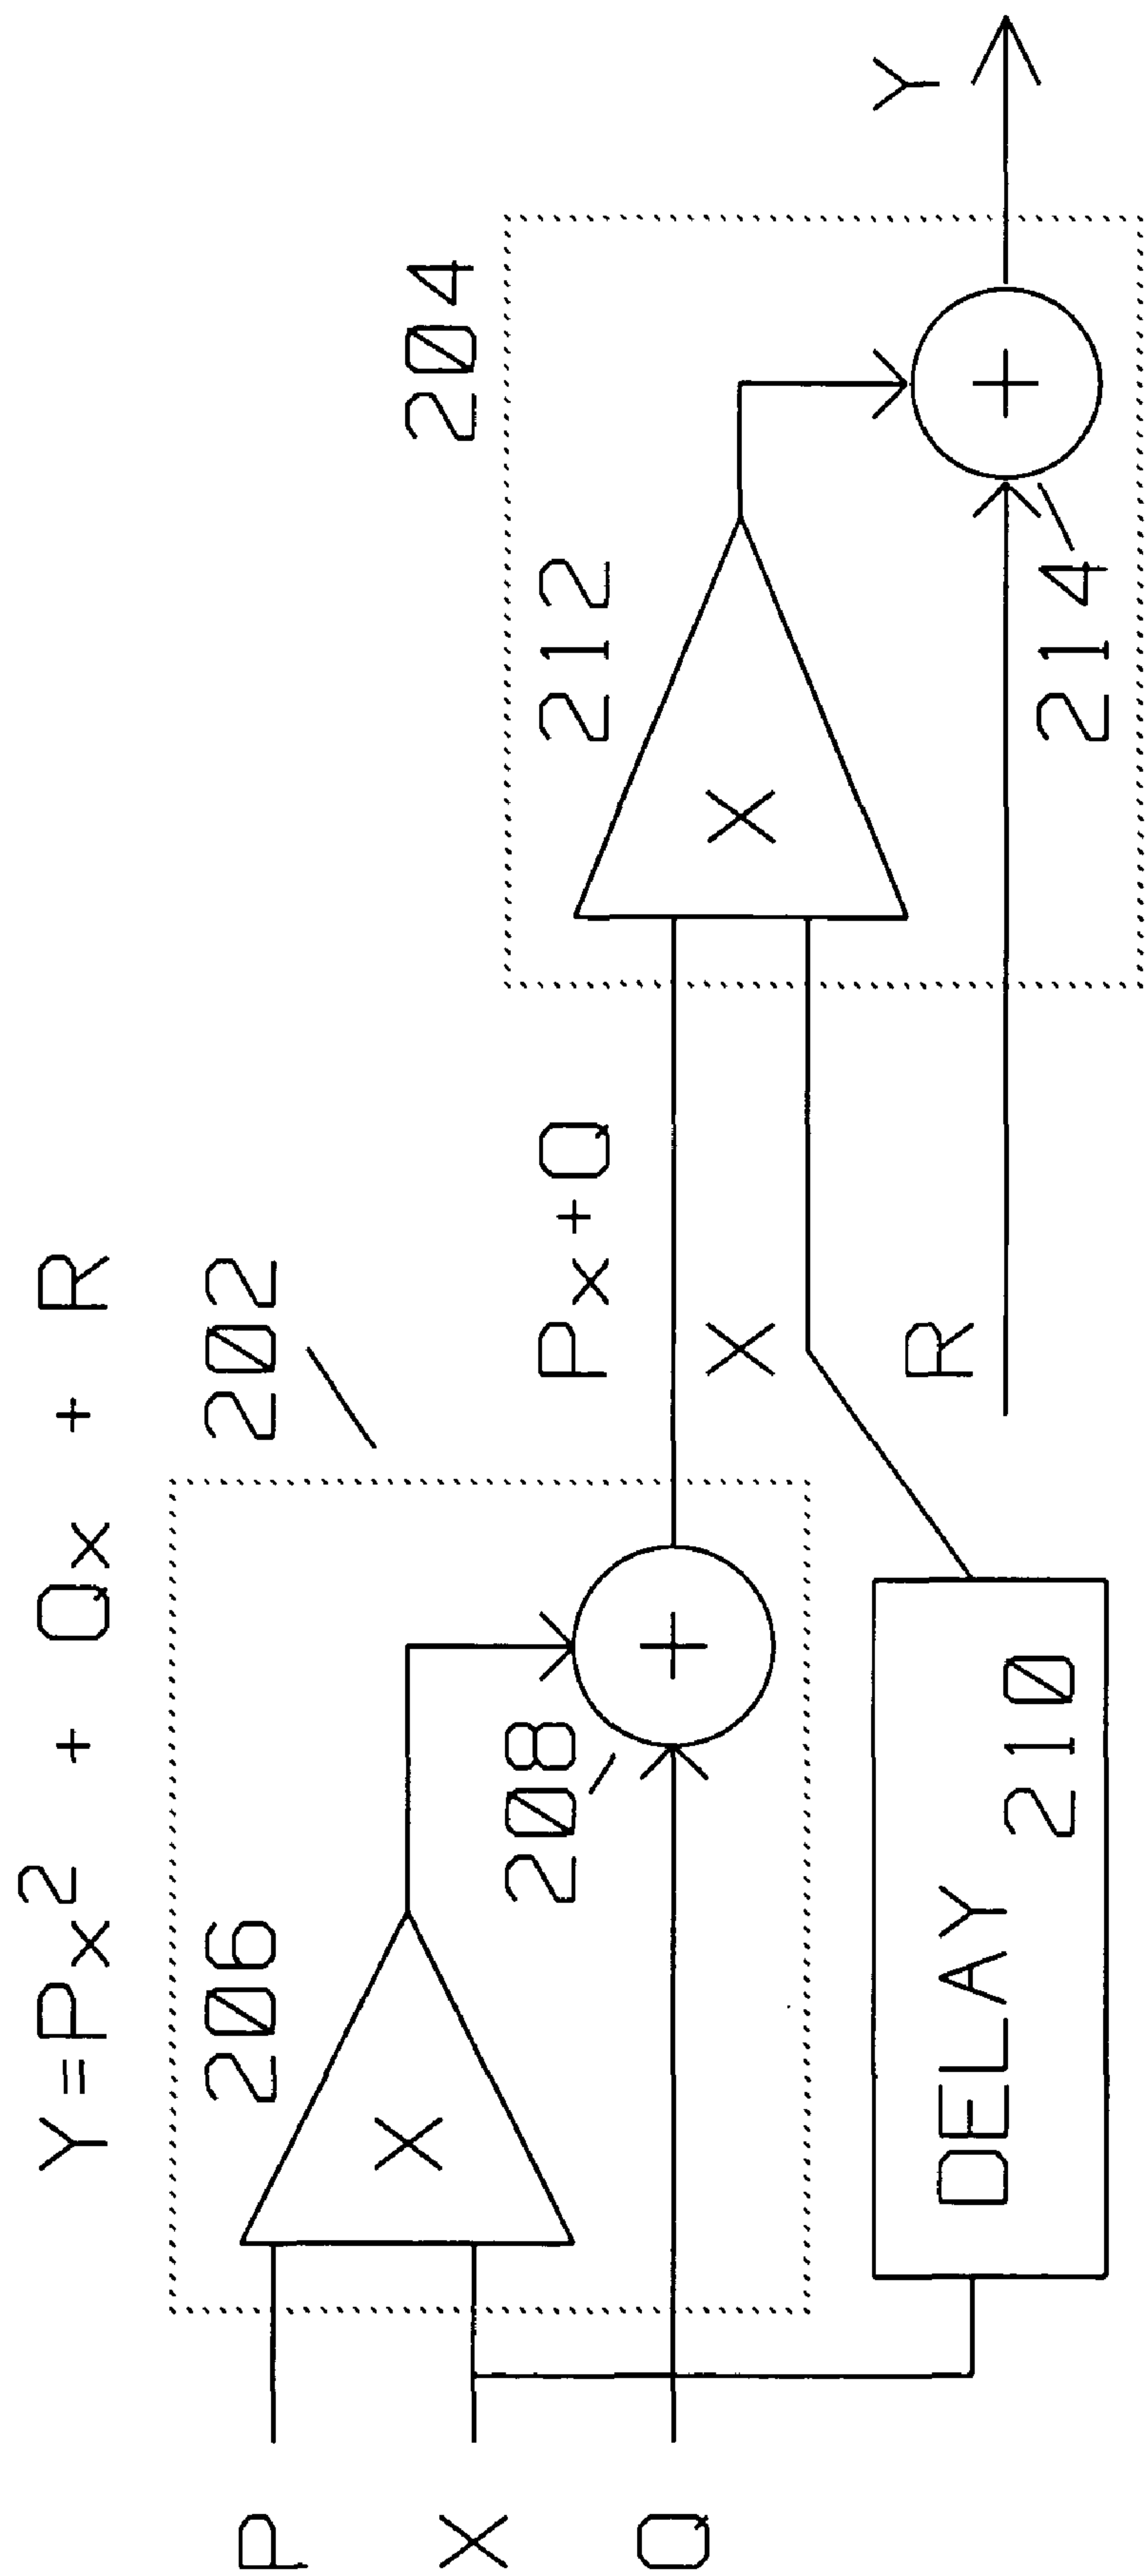 Y=Px² + Qx + R
202
206
X
208
+
P
X
Q
DELAY
210
Px+Q
X
R
204
212
X
214
+
Y